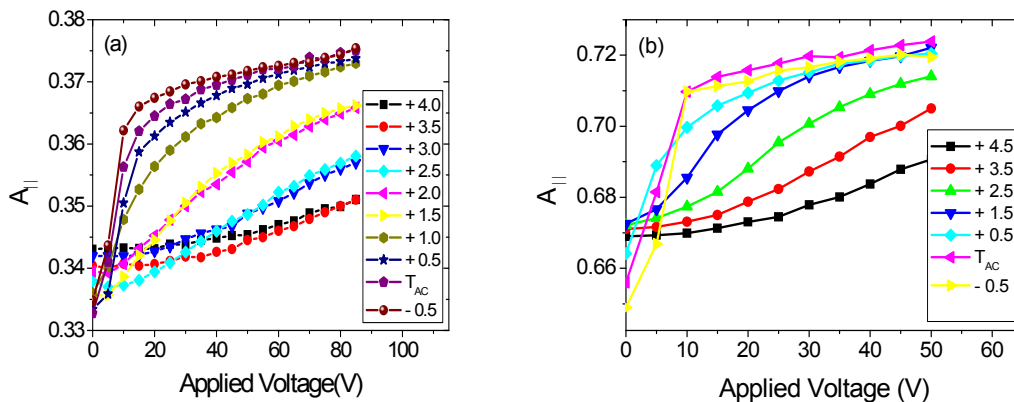 (a)
0.38
0.37
0.36
0.35
0.34
0.33
A||
0 20 40 60 80 100
Applied Voltage(V)
+ 4.0
+ 3.5
+ 3.0
+ 2.5
+ 2.0
+ 1.5
+ 1.0
+ 0.5
TAC
- 0.5
(b)
0.72
0.70
0.68
0.66
A||
0 10 20 30 40 50 60
Applied Voltage (V)
+ 4.5
+ 3.5
+ 2.5
+ 1.5
+ 0.5
TAC
- 0.5